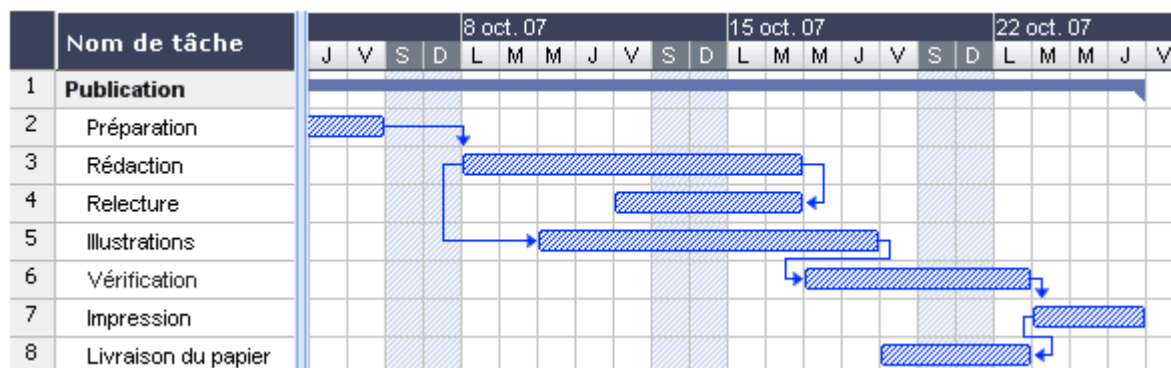 Nom de tâche
8 oct. 07 15 oct. 07 22 oct. 07
J V S D L M M J V S D L M M J V S D L M M J V
1 Publication
2 Préparation
3 Rédaction
4 Relecture
5 Illustrations
6 Vérification
7 Impression
8 Livraison du papier